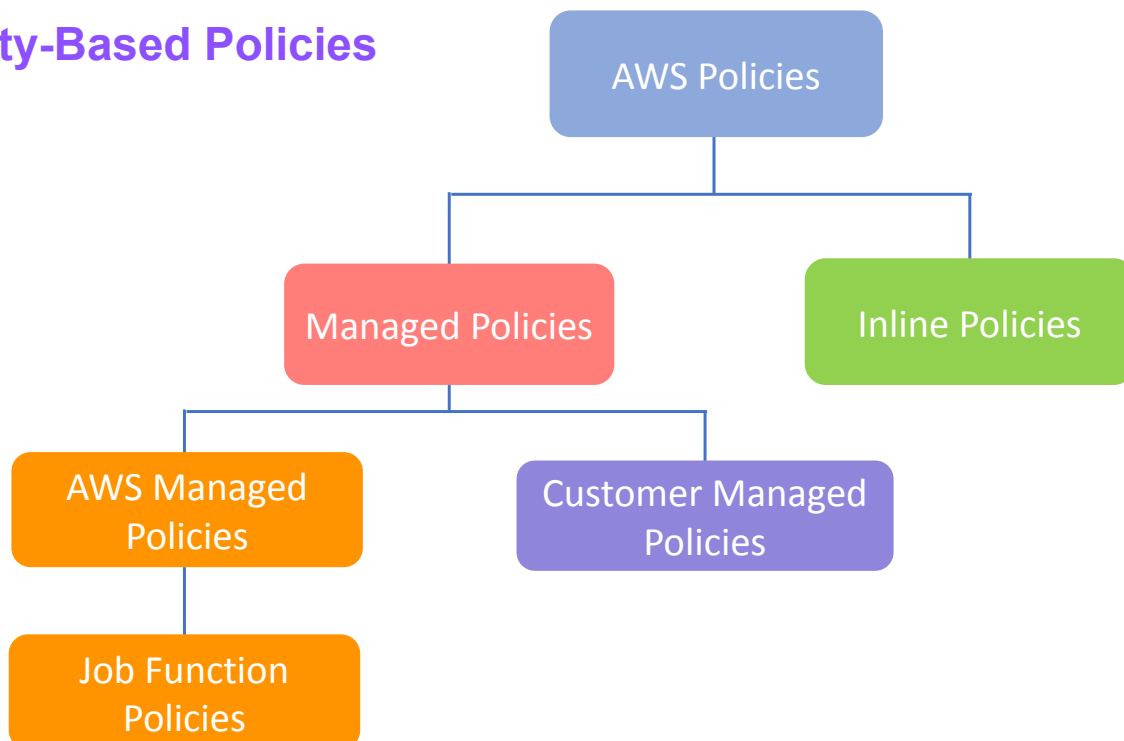 ty-Based Policies
AWS Policies
Managed Policies
Inline Policies
AWS Managed
Policies
Customer Managed
Policies
Job Function
Policies